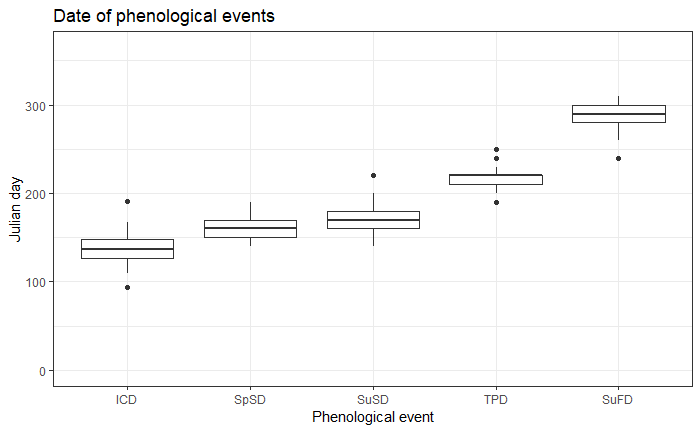 Date of phenological events
300
200
100
0
Julian day
ICD SpSD SuSD TPD SuFD
Phenological event